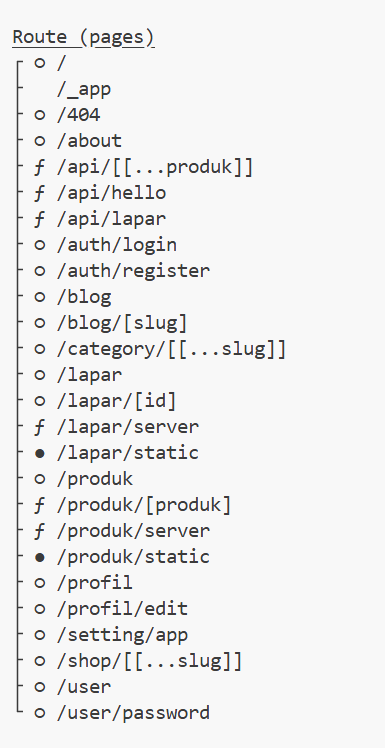 Route (pages)
┌ ○ /
├   /_app
├ ○ /404
├ ○ /about
├ ƒ /api/[[...produk]]
├ ƒ /api/hello
├ ƒ /api/lapar
├ ○ /auth/login
├ ○ /auth/register
├ ○ /blog
├ ○ /blog/[slug]
├ ○ /category/[[...slug]]
├ ○ /lapar
├ ○ /lapar/[id]
├ ƒ /lapar/server
├ ● /lapar/static
├ ○ /produk
├ ƒ /produk/[produk]
├ ƒ /produk/server
├ ● /produk/static
├ ○ /profil
├ ○ /profil/edit
├ ○ /setting/app
├ ○ /shop/[[...slug]]
├ ○ /user
└ ○ /user/password